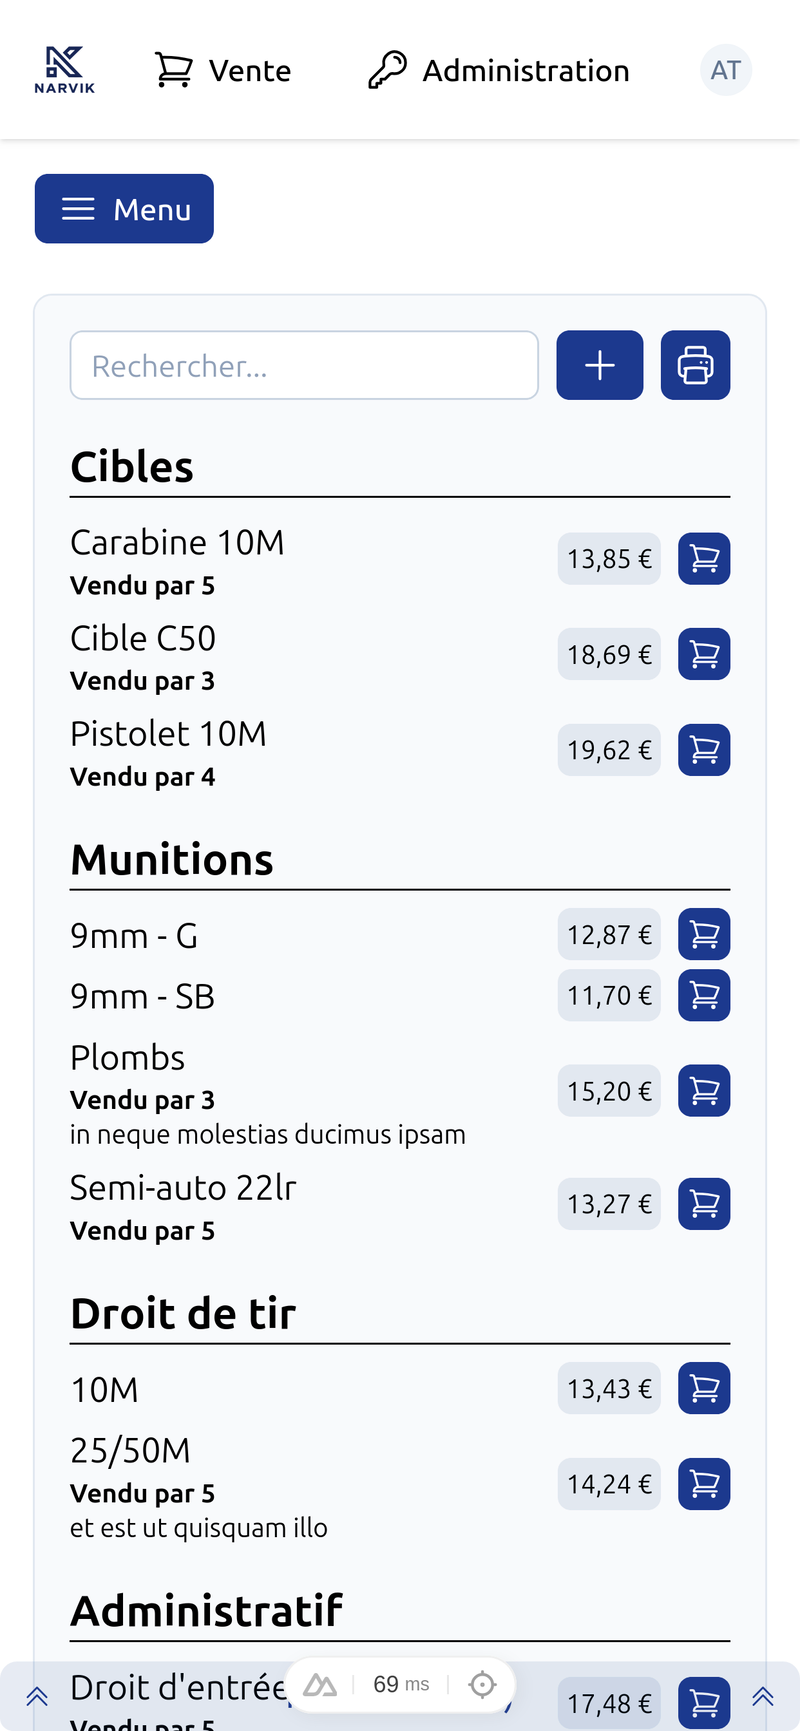 NARVIK
Vente
Administration
AT
Menu
Rechercher...
Cibles
Carabine 10M
Vendu par 5
13,85 €
Cible C50
Vendu par 3
18,69 €
Pistolet 10M
Vendu par 4
19,62 €
Munitions
9mm - G
12,87 €
9mm - SB
11,70 €
Plombs
Vendu par 3
in neque molestias ducimus ipsam
15,20 €
Semi-auto 22lr
Vendu par 5
13,27 €
Droit de tir
10M
13,43 €
25/50M
Vendu par 5
et est ut quisquam illo
14,24 €
Administratif
Droit d'entrée
Vendu par 5
17,48 €
69 ms